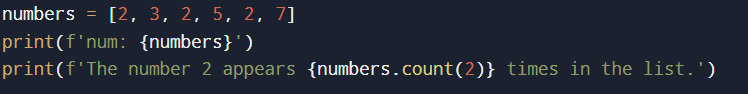 numbers = [2, 3, 2, 5, 2, 7]
print(f'num: {numbers}')
print(f'The number 2 appears {numbers.count(2)} times in the list.')